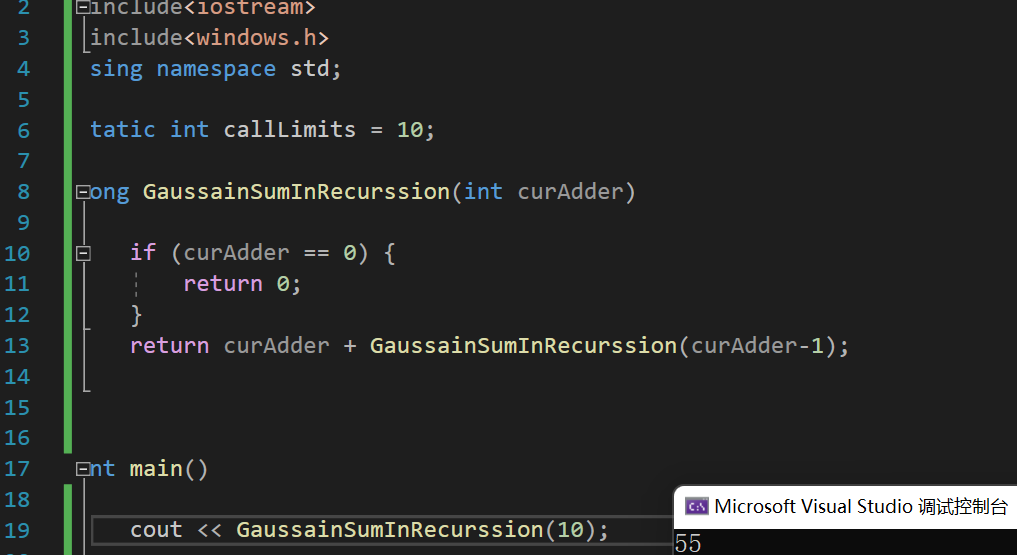 2 include<iostream>
3 include<windows.h>
4 sing namespace std;
5
6 tatic int callLimits = 10;
7
8 ong GaussainSumInRecurssion(int curAdder)
9
10 if (curAdder == 0) {
11 return 0;
12 }
13 return curAdder + GaussainSumInRecurssion(curAdder-1);
14
15
16
17 nt main()
18
19 cout << GaussainSumInRecurssion(10);
Microsoft Visual Studio 调试控制台
55